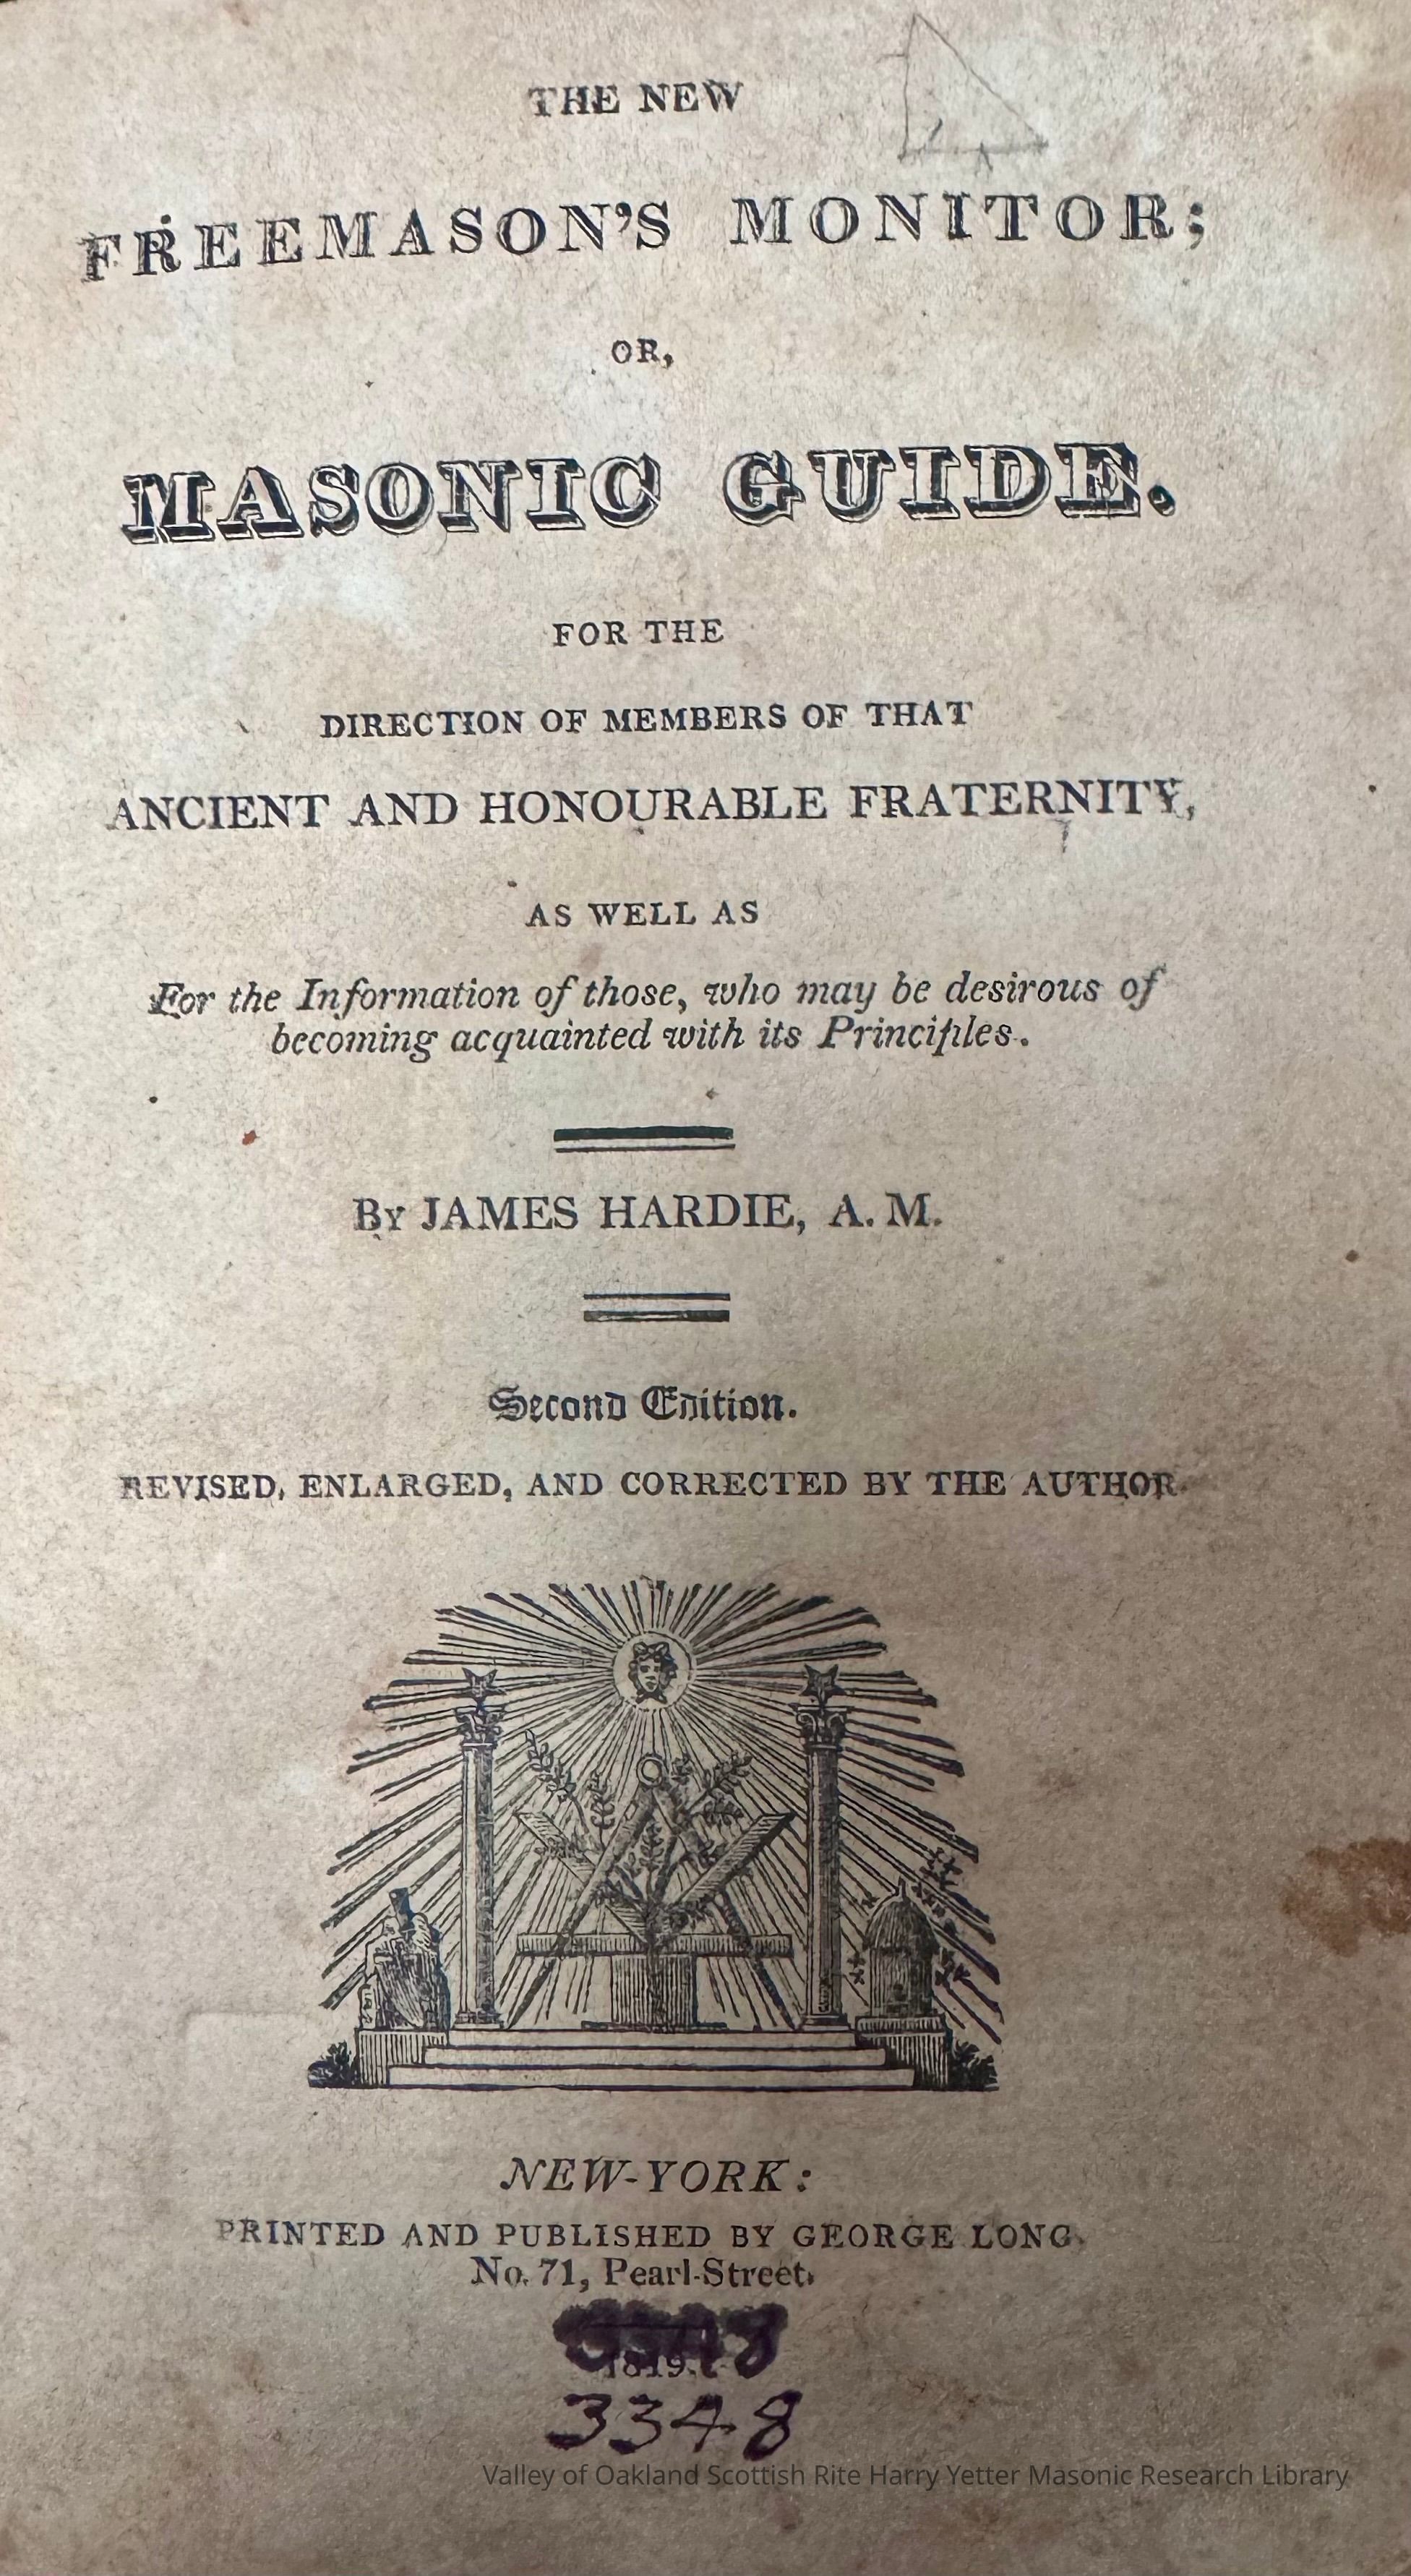 THE NEW
FREEMASON'S MONITOR;
OR,
MASONIC GUIDE.
FOR THE
DIRECTION OF MEMBERS OF THAT
ANCIENT AND HONOURABLE FRATERNITY,
AS WELL AS
For the Information of those, who may be desirous of
becoming acquainted with its Principles.
By JAMES HARDIE, A. M.
Second Edition.
REVISED, ENLARGED, AND CORRECTED BY THE AUTHOR.
NEW-YORK:
PRINTED AND PUBLISHED BY GEORGE LONG,
No. 71, Pearl-Street.
1819.
3348
Valley of Oakland Scottish Rite Harry Yetter Masonic Research Library